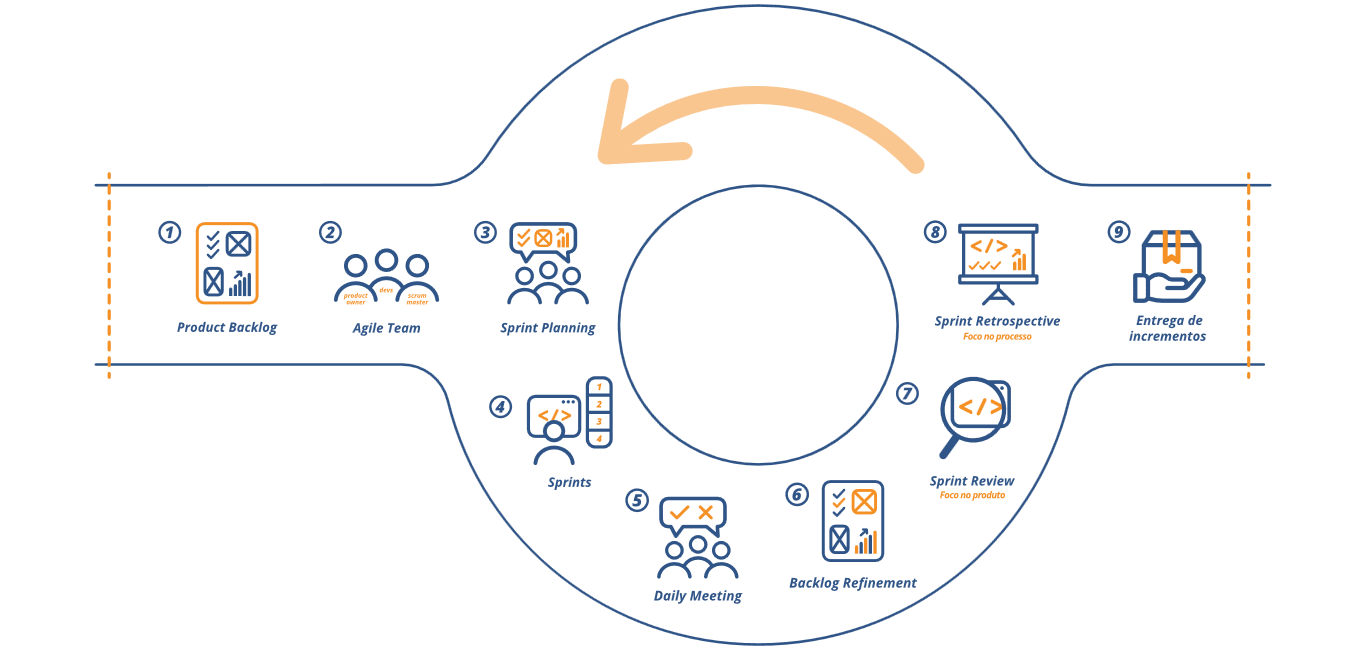 1
Product Backlog
2
product
owner
devs
scram
master
Agile Team
3
Sprint Planning
4
</>
1
2
3
4
Sprints
5
Daily Meeting
6
Backlog Refinement
7
</>
Sprint Review
Foco no produto
8
</>
Sprint Retrospective
Foco no processo
9
Entrega de
incrementos